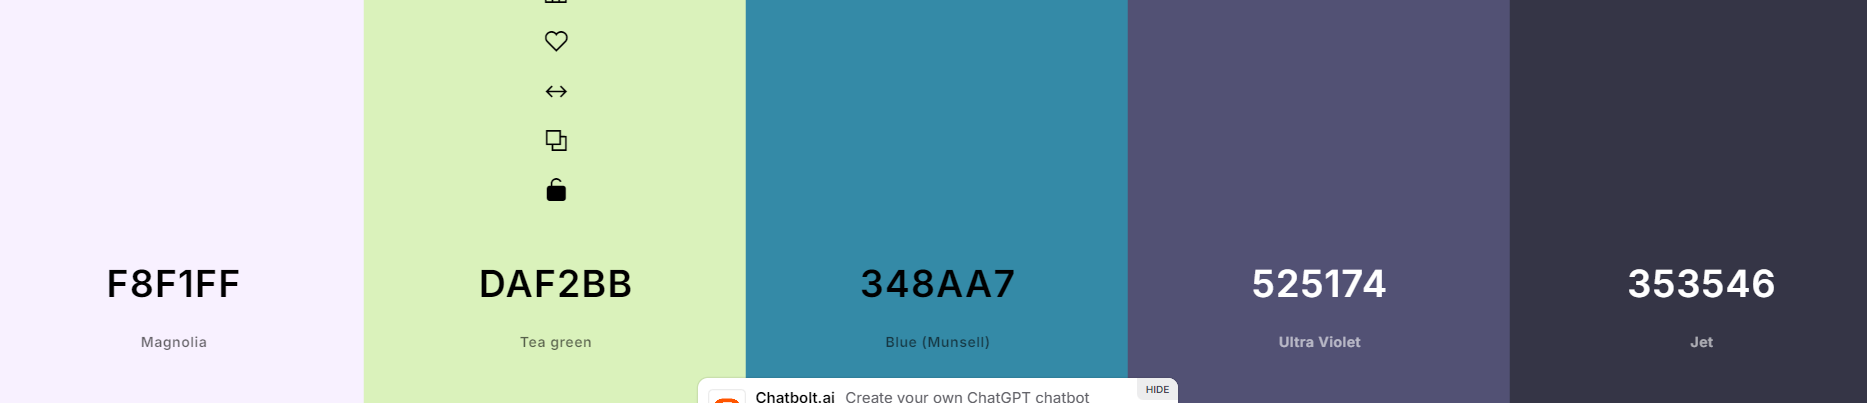 F8F1FF
DAF2BB
348AA7
525174
353546
Magnolia
Tea green
Blue (Munsell)
Ultra Violet
Jet
Chatbolt.ai Create your own ChatGPT chatbot
HIDE